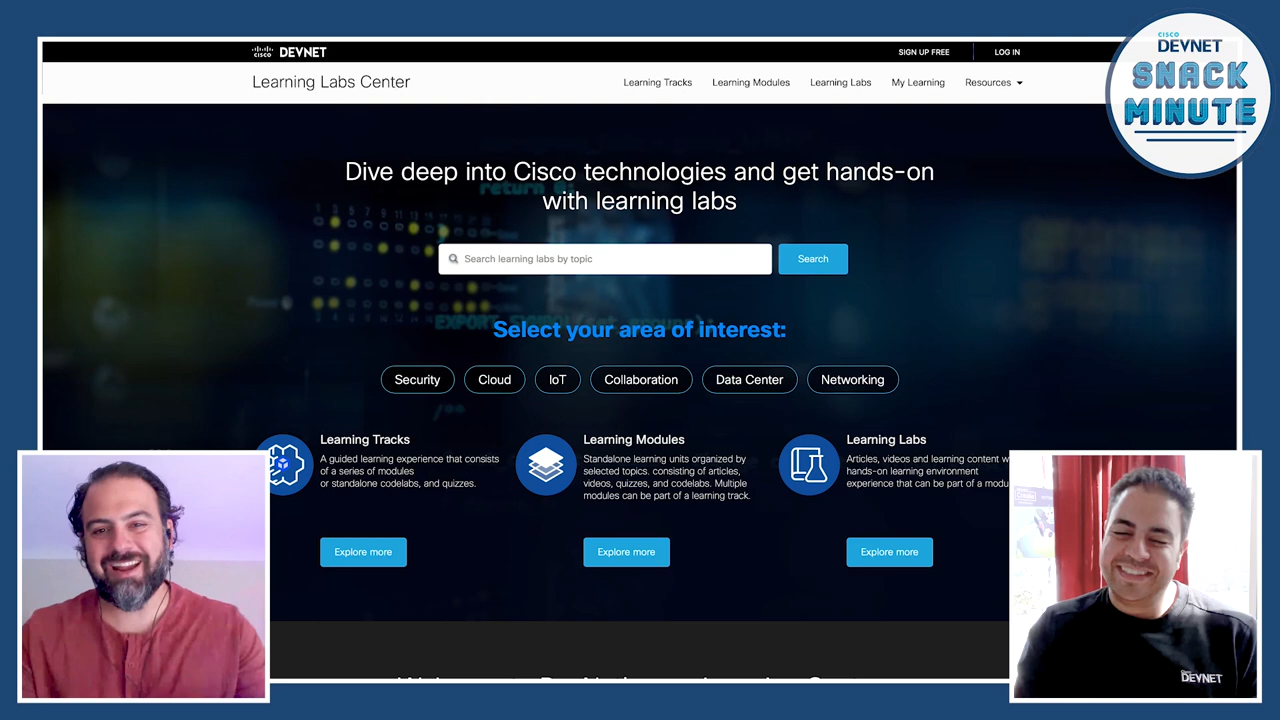 CISCO DEVNET
SIGN UP FREE
LOG IN
CISCO
DEVNET
SNACK
MINUTE
Learning Labs Center
Learning Tracks
Learning Modules
Learning Labs
My Learning
Resources
Dive deep into Cisco technologies and get hands-on
with learning labs
return 0;
Search learning labs by topic
Search
Select your area of interest:
Security
Cloud
IoT
Collaboration
Data Center
Networking
Learning Tracks
A guided learning experience that consists
of a series of modules
or standalone codelabs, and quizzes.
Explore more
Learning Modules
Standalone learning units organized by
selected topics. consisting of articles,
videos, quizzes, and codelabs. Multiple
modules can be part of a learning track.
Explore more
Learning Labs
Articles, videos and learning content w
hands-on learning environment
experience that can be part of a modu
Explore more
DEVNET